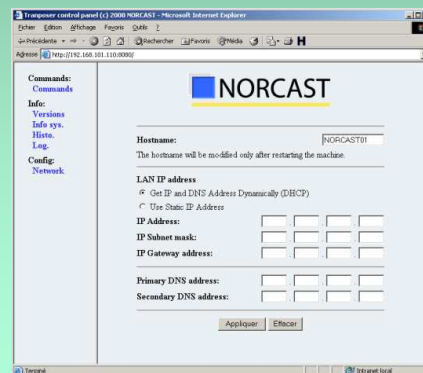 Tranposer control panel (c) 2008 NORCAST - Microsoft Internet Explorer
Fichier Edition Affichage Favoris Outils ?
Précédente Rechercher Favoris Média
Adresse http://192.168.101.110:8080/
Commands:
Commands
Info:
Versions
Info sys.
Histo.
Log.
Config:
Network
NORCAST
Hostname: NORCAST01
The hostname will be modified only after restarting the machine.
LAN IP address
Get IP and DNS Address Dynamically (DHCP)
Use Static IP Address
IP Address:
IP Subnet mask:
IP Gateway address:
Primary DNS address:
Secondary DNS address:
Appliquer Effacer
Terminé Intranet local